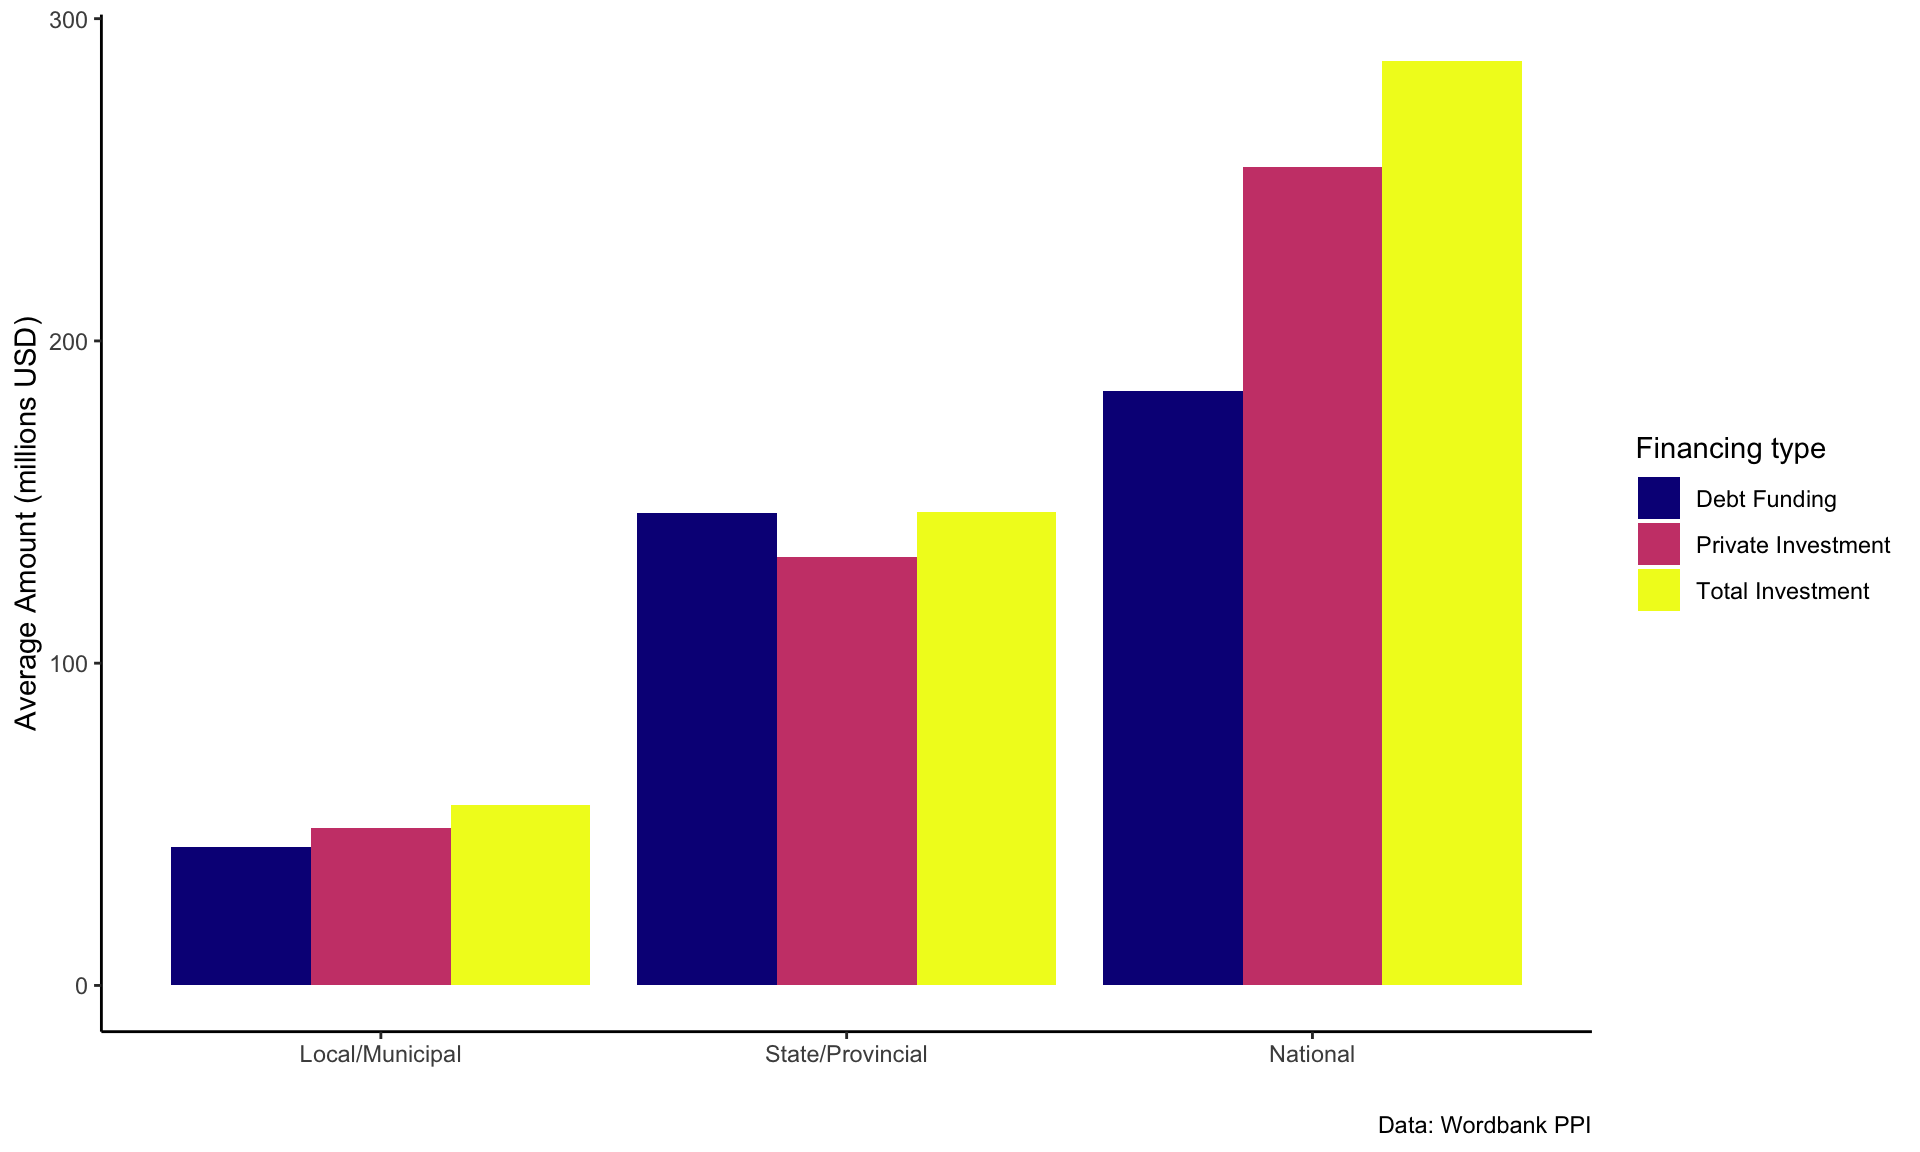 300
200
100
0
Average Amount (millions USD)
Local/Municipal
State/Provincial
National
Financing type
Debt Funding
Private Investment
Total Investment
Data: Wordbank PPI